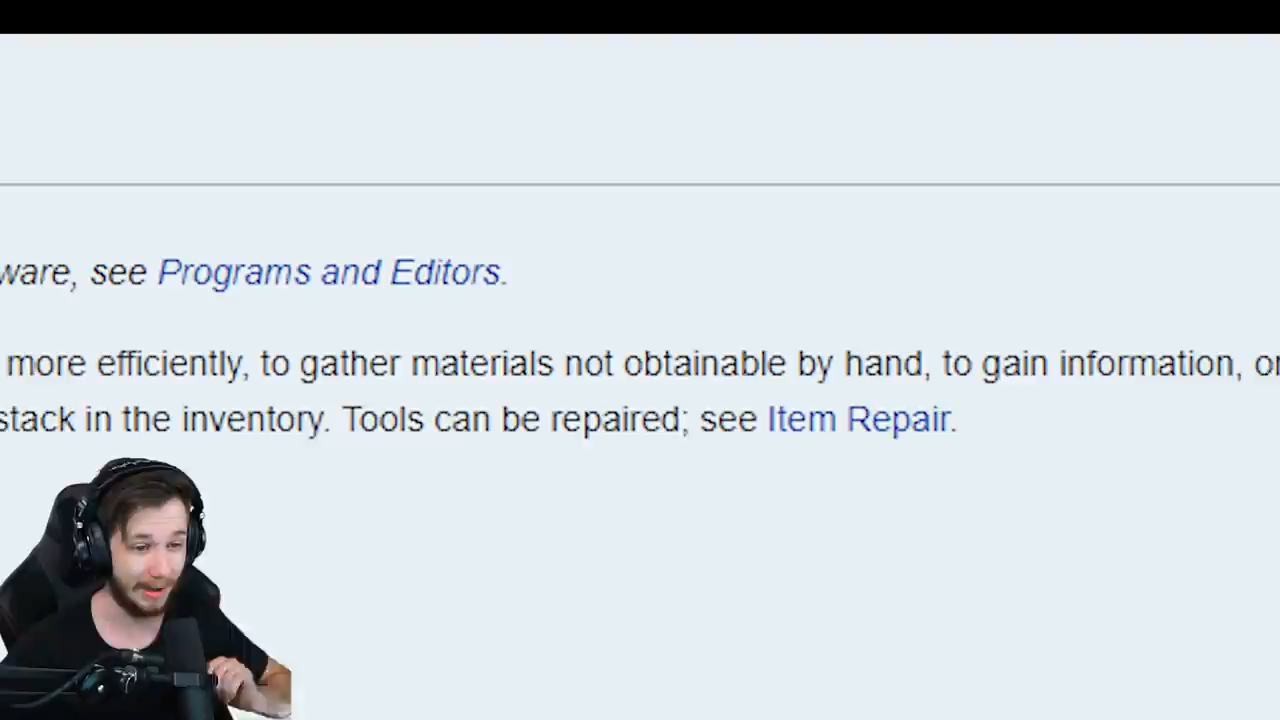 ware, see Programs and Editors.
more efficiently, to gather materials not obtainable by hand, to gain information, or
stack in the inventory. Tools can be repaired; see Item Repair.